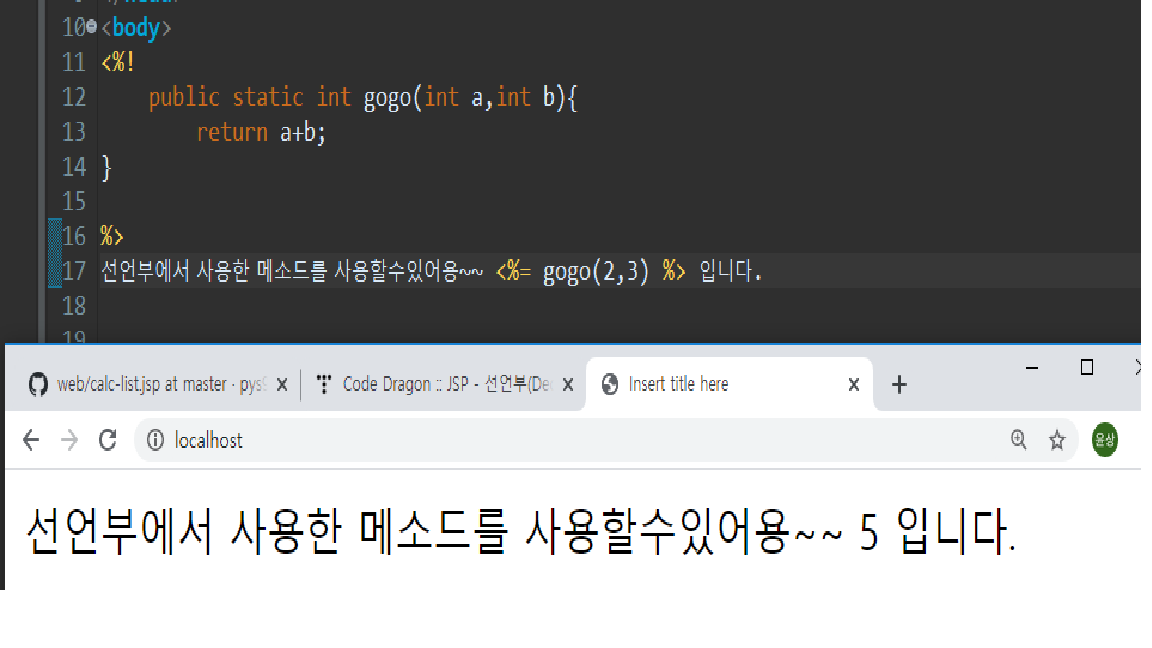 10 <body>
11 <%!
12 public static int gogo(int a,int b){
13 return a+b;
14 }
15
16 %>
17 선언부에서 사용한 메소드를 사용할수있어용~~ <%= gogo(2,3) %> 입니다.
18
19
web/calc-list.jsp at master · pys
Code Dragon :: JSP - 선언부(De
Insert title here
localhost
윤상
선언부에서 사용한 메소드를 사용할수있어용~~ 5 입니다.